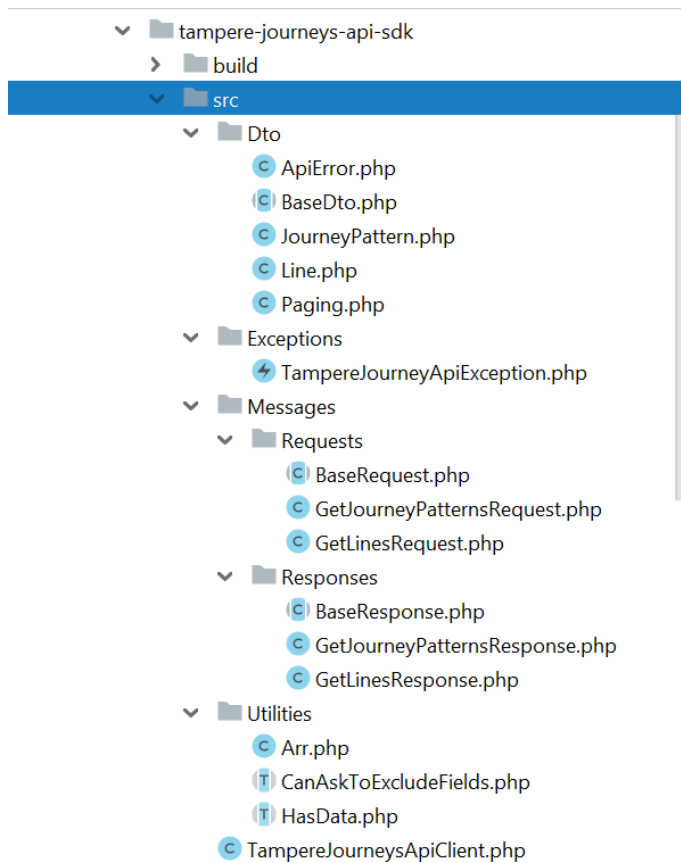 tampere-journeys-api-sdk
build
src
Dto
C ApiError.php
C BaseDto.php
C JourneyPattern.php
C Line.php
C Paging.php
Exceptions
TampereJourneyApiException.php
Messages
Requests
C BaseRequest.php
C GetJourneyPatternsRequest.php
C GetLinesRequest.php
Responses
C BaseResponse.php
C GetJourneyPatternsResponse.php
C GetLinesResponse.php
Utilities
C Arr.php
T CanAskToExcludeFields.php
T HasData.php
C TampereJourneysApiClient.php